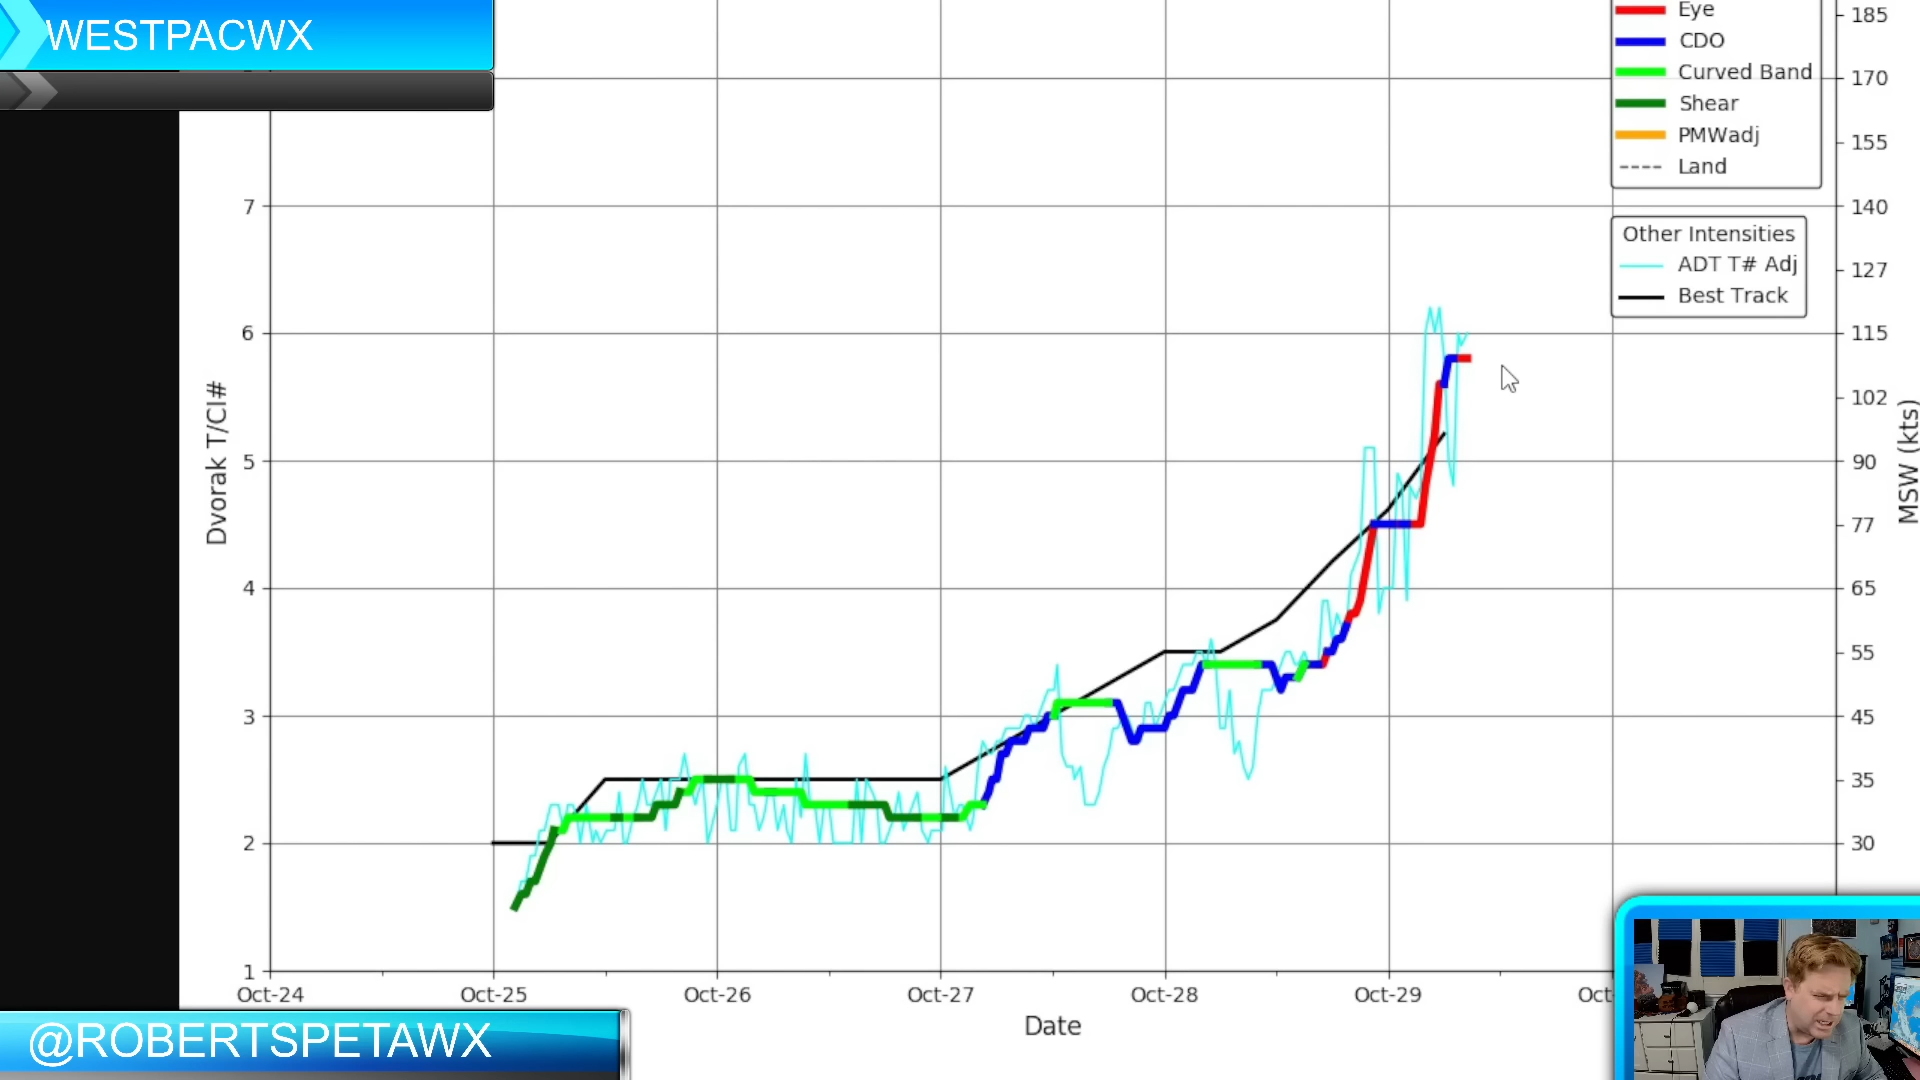 WESTPACWX
Eye
CDO
Curved Band
Shear
PMWadj
Land
Other Intensities
ADT T# Adj
Best Track
7
6
5
4
3
2
1
Dvorak T/CI#
185
170
155
140
127
115
102
90
77
65
55
45
35
30
MSW (kts)
Oct-24
Oct-25
Oct-26
Oct-27
Oct-28
Oct-29
Oct-
Date
@ROBERTSPETAWX